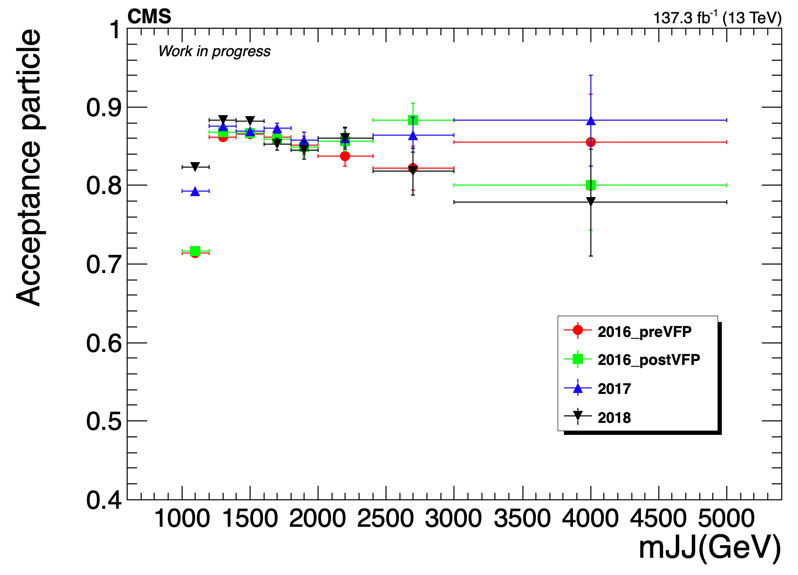 CMS
137.3 fb⁻¹ (13 TeV)
Work in progress
Acceptance particle
1
0.9
0.8
0.7
0.6
0.5
0.4
2016_preVFP
2016_postVFP
2017
2018
1000 1500 2000 2500 3000 3500 4000 4500 5000
mJJ(GeV)